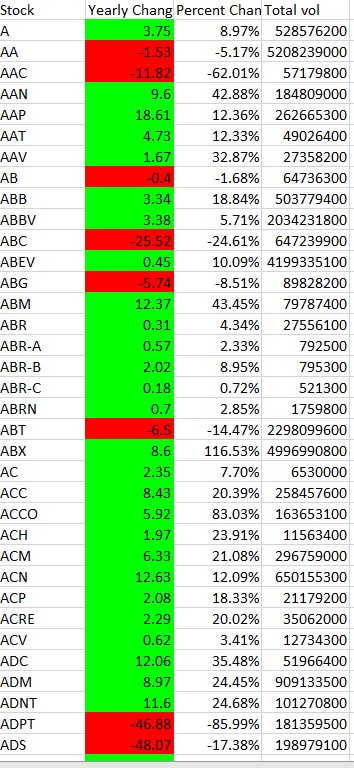 Stock Yearly Chang Percent Chan Total vol
A 3.75 8.97% 528576200
AA -1.53 -5.17% 5208239000
AAC -11.82 -62.01% 57179800
AAN 9.6 42.88% 184809000
AAP 18.61 12.36% 262665300
AAT 4.73 12.33% 49026400
AAV 1.67 32.87% 27358200
AB -0.4 -1.68% 64736300
ABB 3.34 18.84% 503779400
ABBV 3.38 5.71% 2034231800
ABC -25.52 -24.61% 647239900
ABEV 0.45 10.09% 4199335100
ABG -5.74 -8.51% 89828200
ABM 12.37 43.45% 79787400
ABR 0.31 4.34% 27556100
ABR-A 0.57 2.33% 792500
ABR-B 2.02 8.95% 795300
ABR-C 0.18 0.72% 521300
ABRN 0.7 2.85% 1759800
ABT -6.5 -14.47% 2298099600
ABX 8.6 116.53% 4996990800
AC 2.35 7.70% 6530000
ACC 8.43 20.39% 258457600
ACCO 5.92 83.03% 163653100
ACH 1.97 23.91% 11563400
ACM 6.33 21.08% 296759000
ACN 12.63 12.09% 650155300
ACP 2.08 18.33% 21179200
ACRE 2.29 20.02% 35062000
ACV 0.62 3.41% 12734300
ADC 12.06 35.48% 51966400
ADM 8.97 24.45% 909133500
ADNT 11.6 24.68% 101270800
ADPT -46.88 -85.99% 181359500
ADS -48.07 -17.38% 198979100